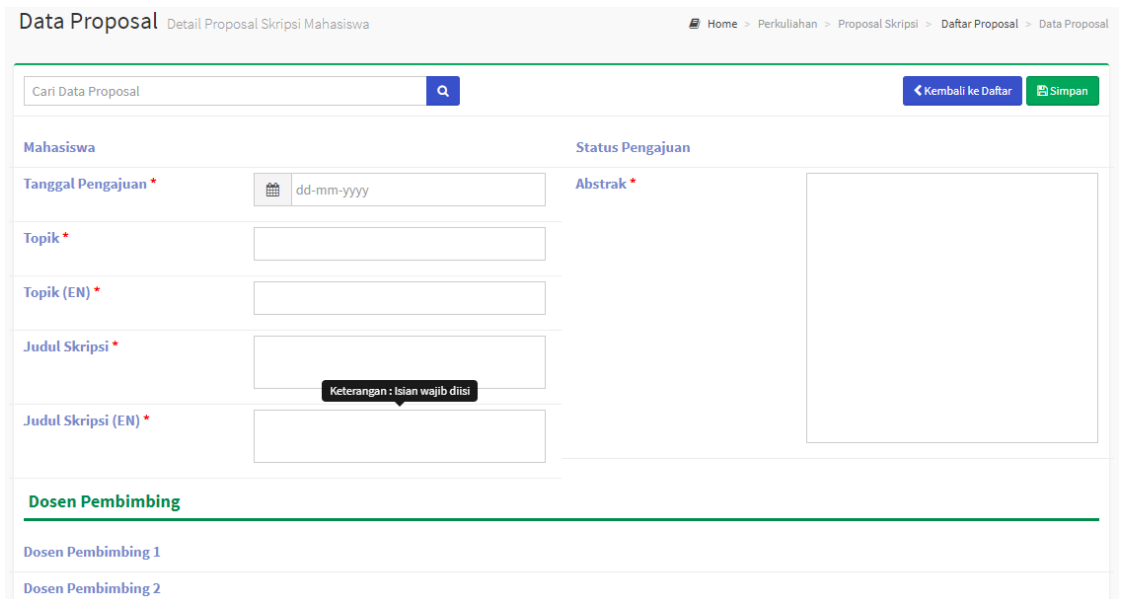 Data Proposal Detail Proposal Skripsi Mahasiswa
Home > Perkuliahan > Proposal Skripsi > Daftar Proposal > Data Proposal
Cari Data Proposal
Kembali ke Daftar
Simpan
Mahasiswa
Status Pengajuan
Tanggal Pengajuan *
dd-mm-yyyy
Abstrak *
Topik *
Topik (EN) *
Judul Skripsi *
Keterangan : Isian wajib diisi
Judul Skripsi (EN) *
Dosen Pembimbing
Dosen Pembimbing 1
Dosen Pembimbing 2